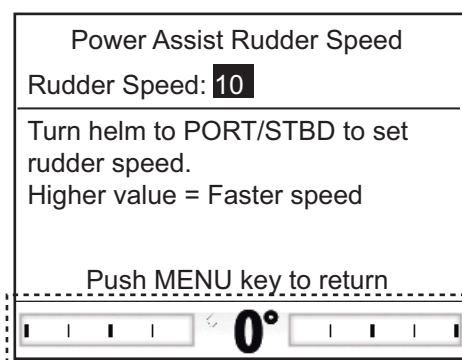 Power Assist Rudder Speed
Rudder Speed: 10
Turn helm to PORT/STBD to set
rudder speed.
Higher value = Faster speed
Push MENU key to return
0°